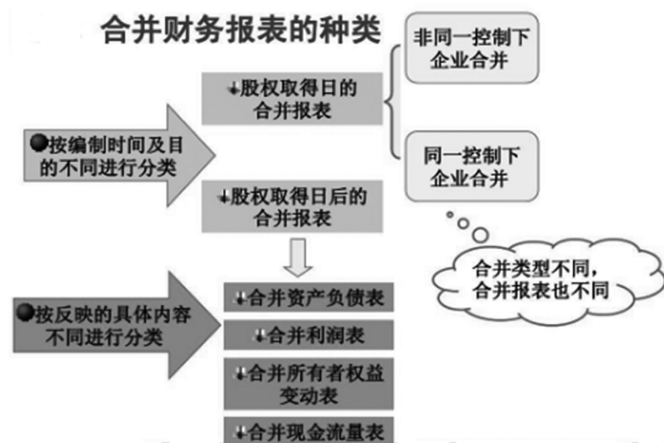 合并财务报表的种类
非同一控制下
企业合并
股权取得日的
合并报表
按编制时间及目
的不同进行分类
同一控制下
企业合并
股权取得日后的
合并报表
合并类型不同，
合并报表也不同
按反映的具体内容
不同进行分类
合并资产负债表
合并利润表
合并所有者权益
变动表
合并现金流量表